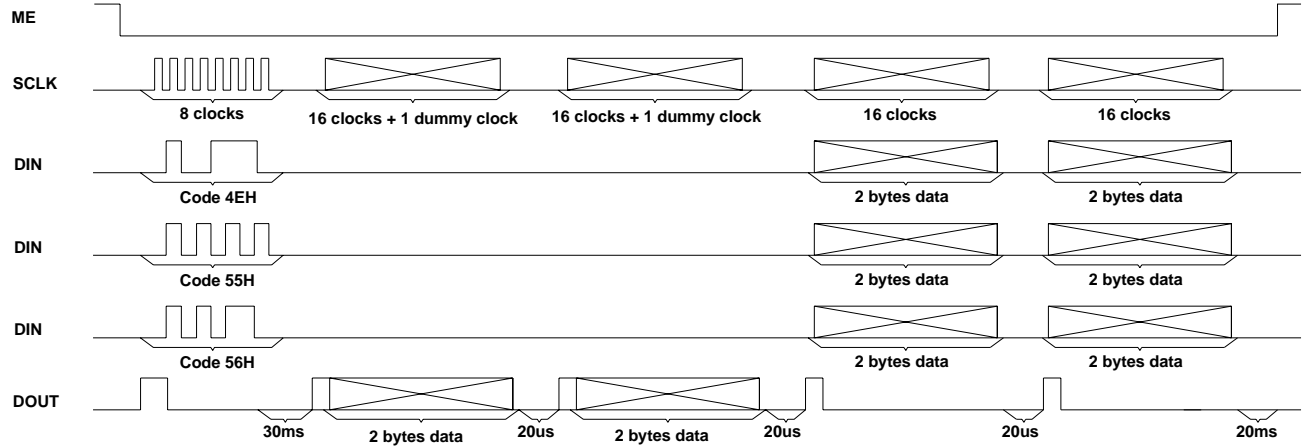 ME
SCLK
8 clocks
16 clocks + 1 dummy clock
16 clocks + 1 dummy clock
16 clocks
16 clocks
DIN
Code 4EH
2 bytes data
2 bytes data
DIN
Code 55H
2 bytes data
2 bytes data
DIN
Code 56H
2 bytes data
2 bytes data
DOUT
30ms
2 bytes data
20us
2 bytes data
20us
20us
20ms